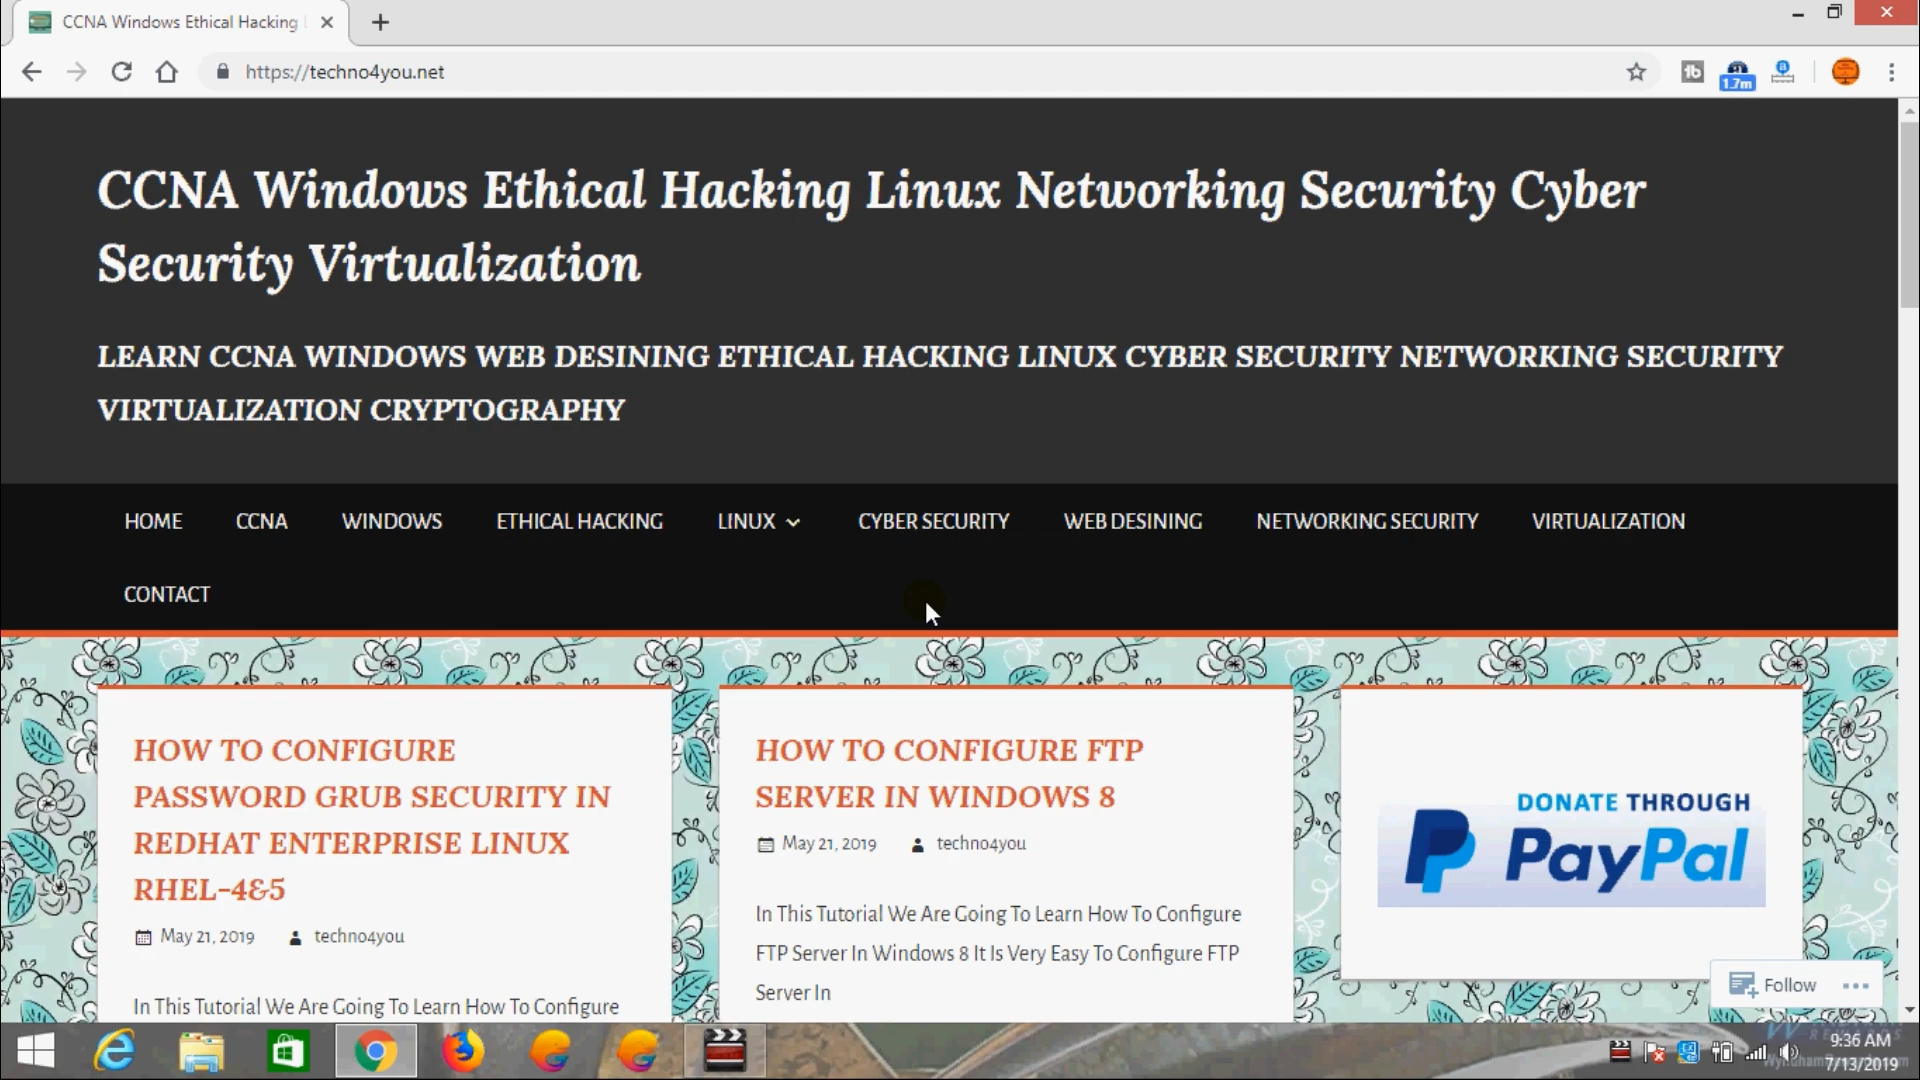 CCNA Windows Ethical Hacking
https://techno4you.net
1.7m
CCNA Windows Ethical Hacking Linux Networking Security Cyber
Security Virtualization
LEARN CCNA WINDOWS WEB DESINING ETHICAL HACKING LINUX CYBER SECURITY NETWORKING SECURITY
VIRTUALIZATION CRYPTOGRAPHY
HOME CCNA WINDOWS ETHICAL HACKING LINUX CYBER SECURITY WEB DESINING NETWORKING SECURITY VIRTUALIZATION
CONTACT
HOW TO CONFIGURE
PASSWORD GRUB SECURITY IN
REDHAT ENTERPRISE LINUX
RHEL-4&5
May 21, 2019 techno4you
In This Tutorial We Are Going To Learn How To Configure
HOW TO CONFIGURE FTP
SERVER IN WINDOWS 8
May 21, 2019 techno4you
In This Tutorial We Are Going To Learn How To Configure
FTP Server In Windows 8 It Is Very Easy To Configure FTP
Server In
DONATE THROUGH
PayPal
Follow
9:36 AM
7/13/2019